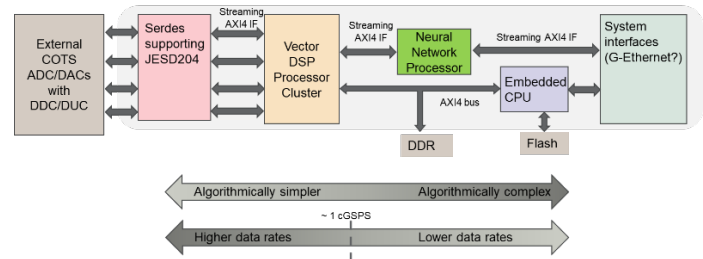 External
COTS
ADC/DACs
with
DDC/DUC
Serdes
supporting
JESD204
Streaming
AXI4 IF
Vector
DSP
Processor
Cluster
Streaming
AXI4 IF
Neural
Network
Processor
Streaming AXI4 IF
System
interfaces
(G-Ethernet?)
Embedded
CPU
AXI4 bus
DDR
Flash
Algorithmically simpler
Algorithmically complex
~ 1 cGSPS
Higher data rates
Lower data rates